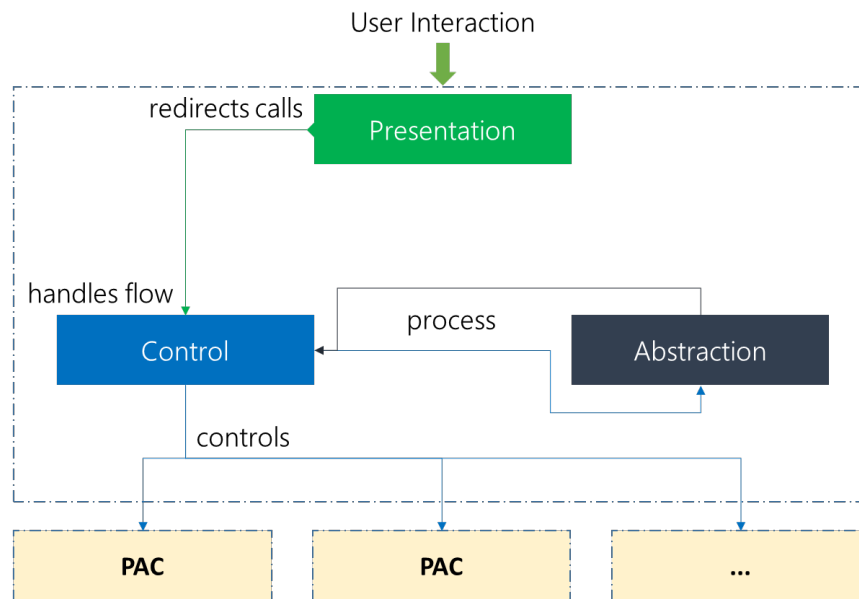 User Interaction
redirects calls
Presentation
handles flow
process
Control
Abstraction
controls
PAC
PAC
...